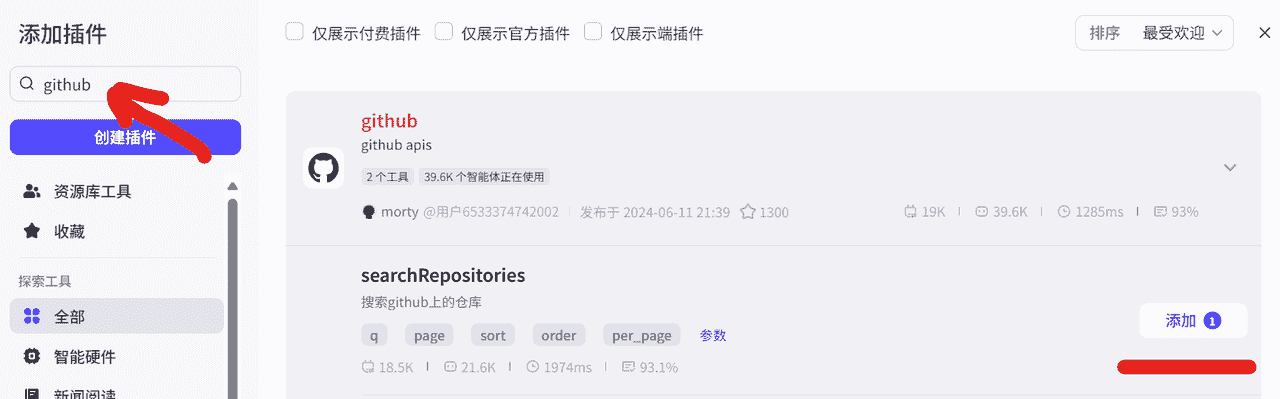 添加插件
仅展示付费插件 仅展示官方插件 仅展示端插件
排序 最受欢迎
github
创建插件
资源库工具
收藏
探索工具
全部
智能硬件
新闻阅读
github
github apis
2 个工具 39.6K 个智能体正在使用
morty @用户6533374742002 发布于 2024-06-11 21:39 1300
19K 39.6K 1285ms 93%
searchRepositories
搜索github上的仓库
q page sort order per_page 参数
添加 1
18.5K 21.6K 1974ms 93.1%